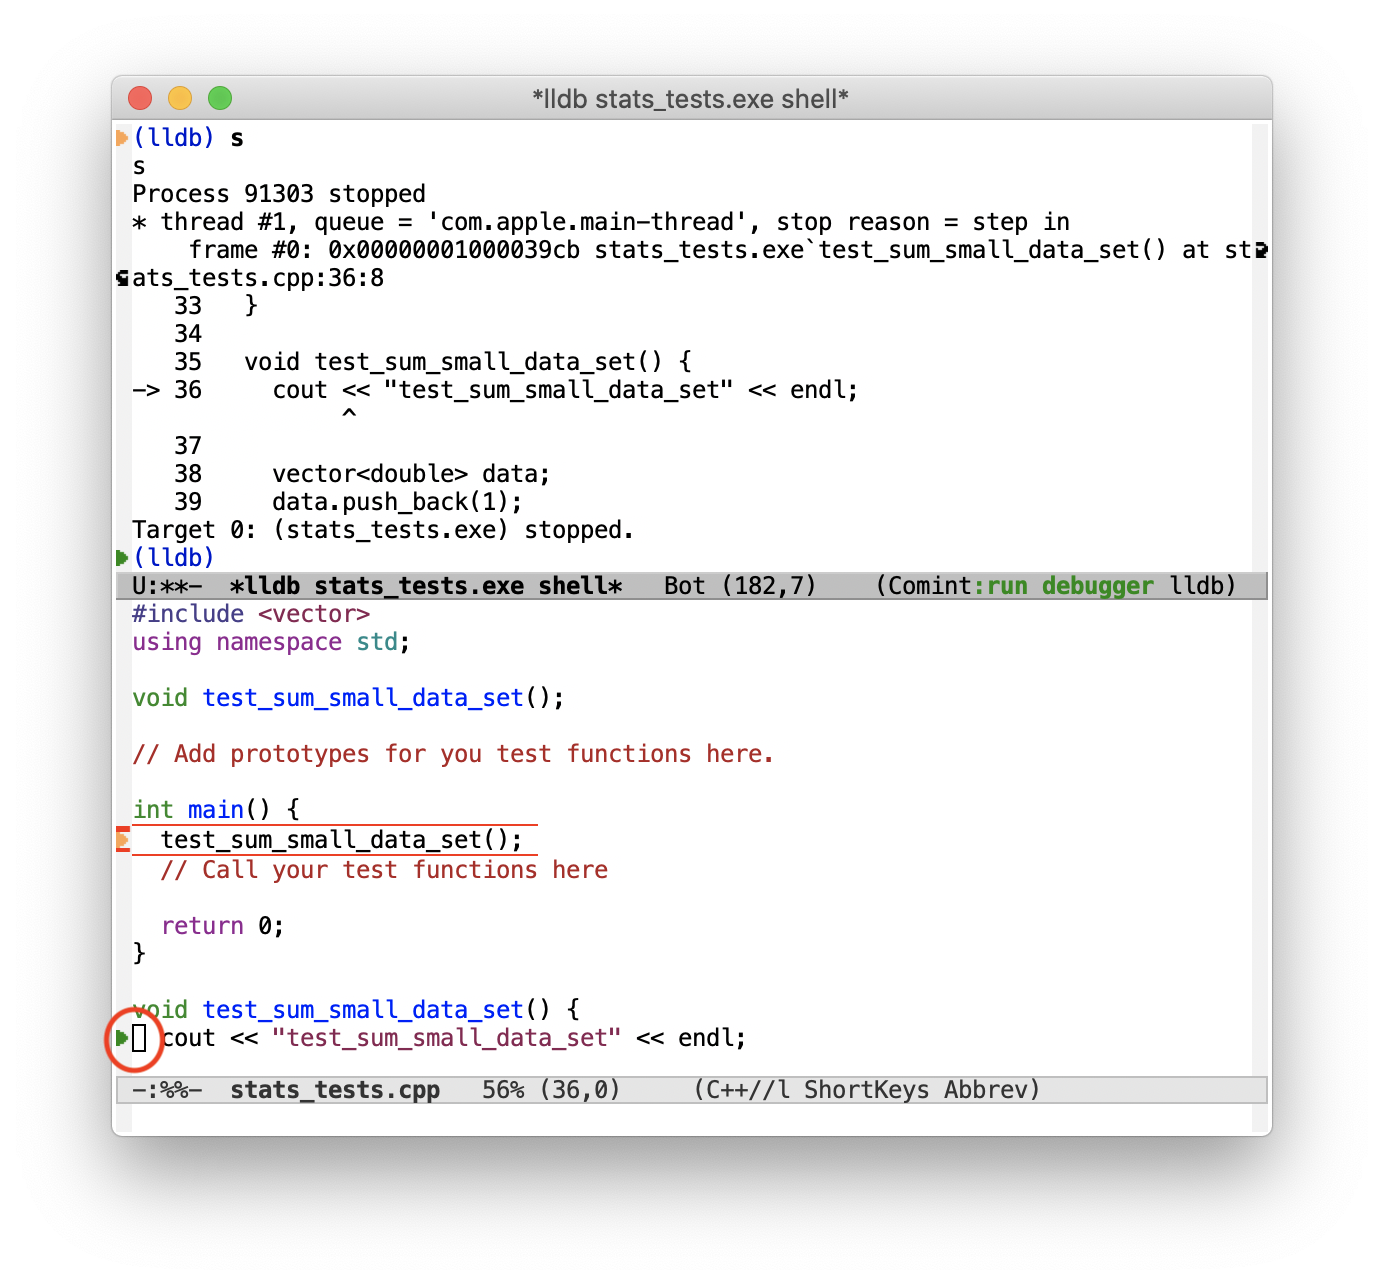 *lldb stats_tests.exe shell*
(lldb) s
s
Process 91303 stopped
* thread #1, queue = 'com.apple.main-thread', stop reason = step in
    frame #0: 0x00000001000039cb stats_tests.exe`test_sum_small_data_set() at st
ats_tests.cpp:36:8
   33   }
   34
   35   void test_sum_small_data_set() {
-> 36     cout << "test_sum_small_data_set" << endl;
               ^
   37
   38     vector<double> data;
   39     data.push_back(1);
Target 0: (stats_tests.exe) stopped.
(lldb)
U:**-  *lldb stats_tests.exe shell*   Bot (182,7)    (Comint:run debugger lldb)
#include <vector>
using namespace std;
void test_sum_small_data_set();
// Add prototypes for you test functions here.
int main() {
  test_sum_small_data_set();
  // Call your test functions here
  return 0;
}
void test_sum_small_data_set() {
  cout << "test_sum_small_data_set" << endl;
-:%%-  stats_tests.cpp   56% (36,0)     (C++//l ShortKeys Abbrev)